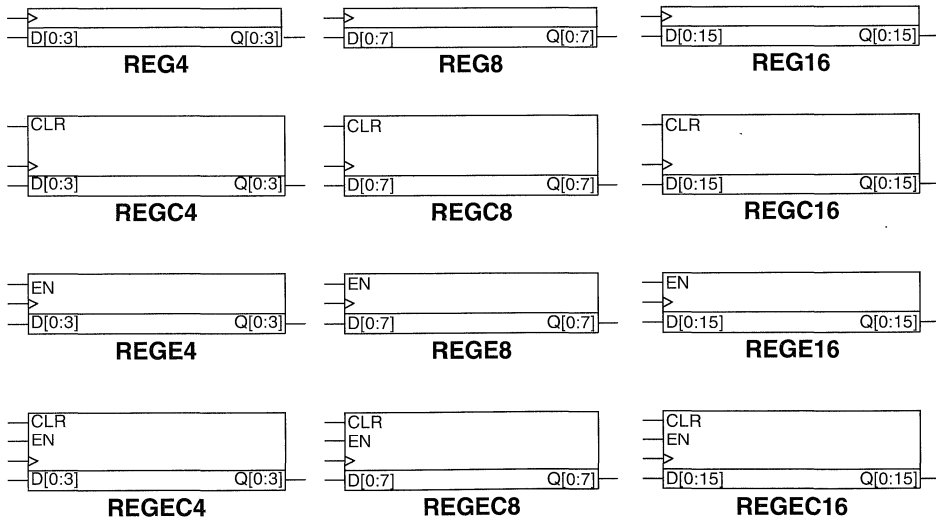 D[0:3] Q[0:3] D[0:7] Q[0:7] D[0:15] Q[0:15]
REG4 REG8 REG16
CLR CLR CLR
D[0:3] Q[0:3] D[0:7] Q[0:7] D[0:15] Q[0:15]
REGC4 REGC8 REGC16
EN EN EN
D[0:3] Q[0:3] D[0:7] Q[0:7] D[0:15] Q[0:15]
REGE4 REGE8 REGE16
CLR CLR CLR
EN EN EN
D[0:3] Q[0:3] D[0:7] Q[0:7] D[0:15] Q[0:15]
REGEC4 REGEC8 REGEC16